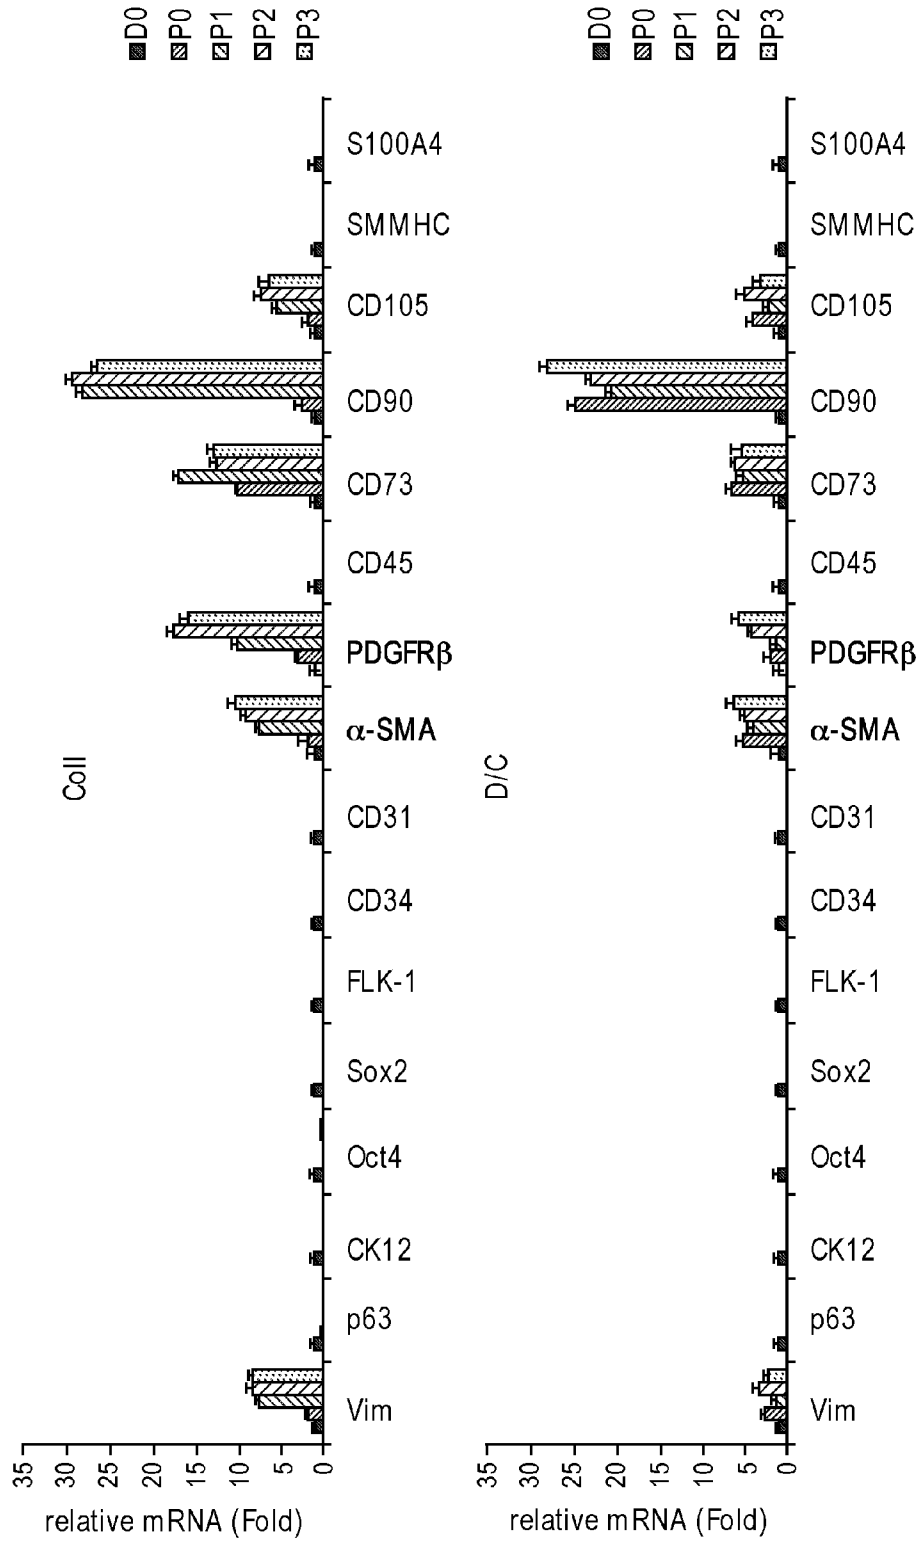 Coll
relative mRNA (Fold)
35
30
25
20
15
10
5
0
Vim
p63
CK12
Oct4
Sox2
FLK-1
CD34
CD31
α-SMA
PDGFRβ
CD45
CD73
CD90
CD105
SMMHC
S100A4
D0
P0
P1
P2
P3
D/C
relative mRNA (Fold)
35
30
25
20
15
10
5
0
Vim
p63
CK12
Oct4
Sox2
FLK-1
CD34
CD31
α-SMA
PDGFRβ
CD45
CD73
CD90
CD105
SMMHC
S100A4
D0
P0
P1
P2
P3